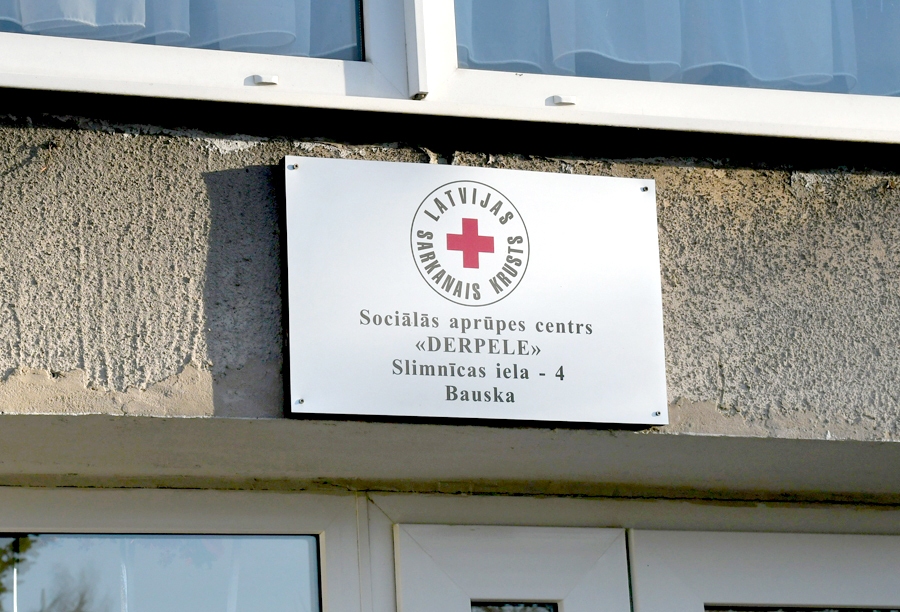 LATVIJAS
SARKANAIS KRUSTS
Sociālās aprūpes centrs
«DERPELE»
Slimnīcas iela - 4
Bauska